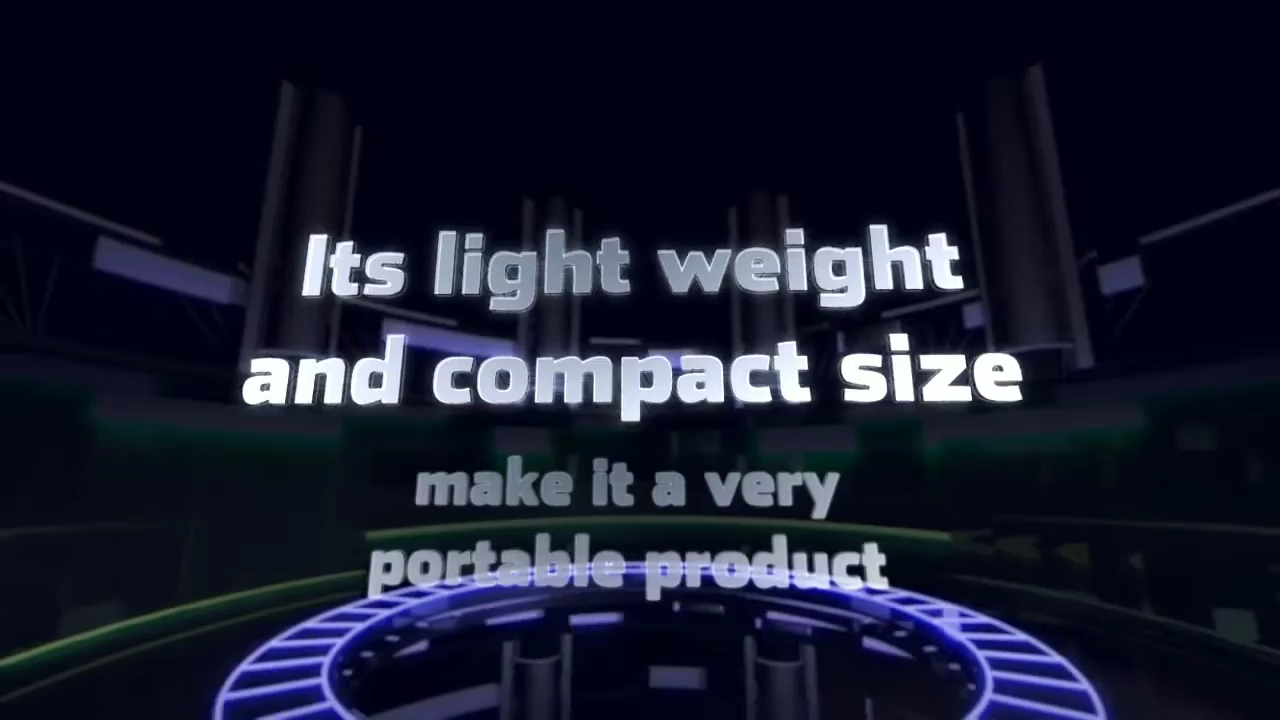 Its light weight
and compact size
make it a very
portable product